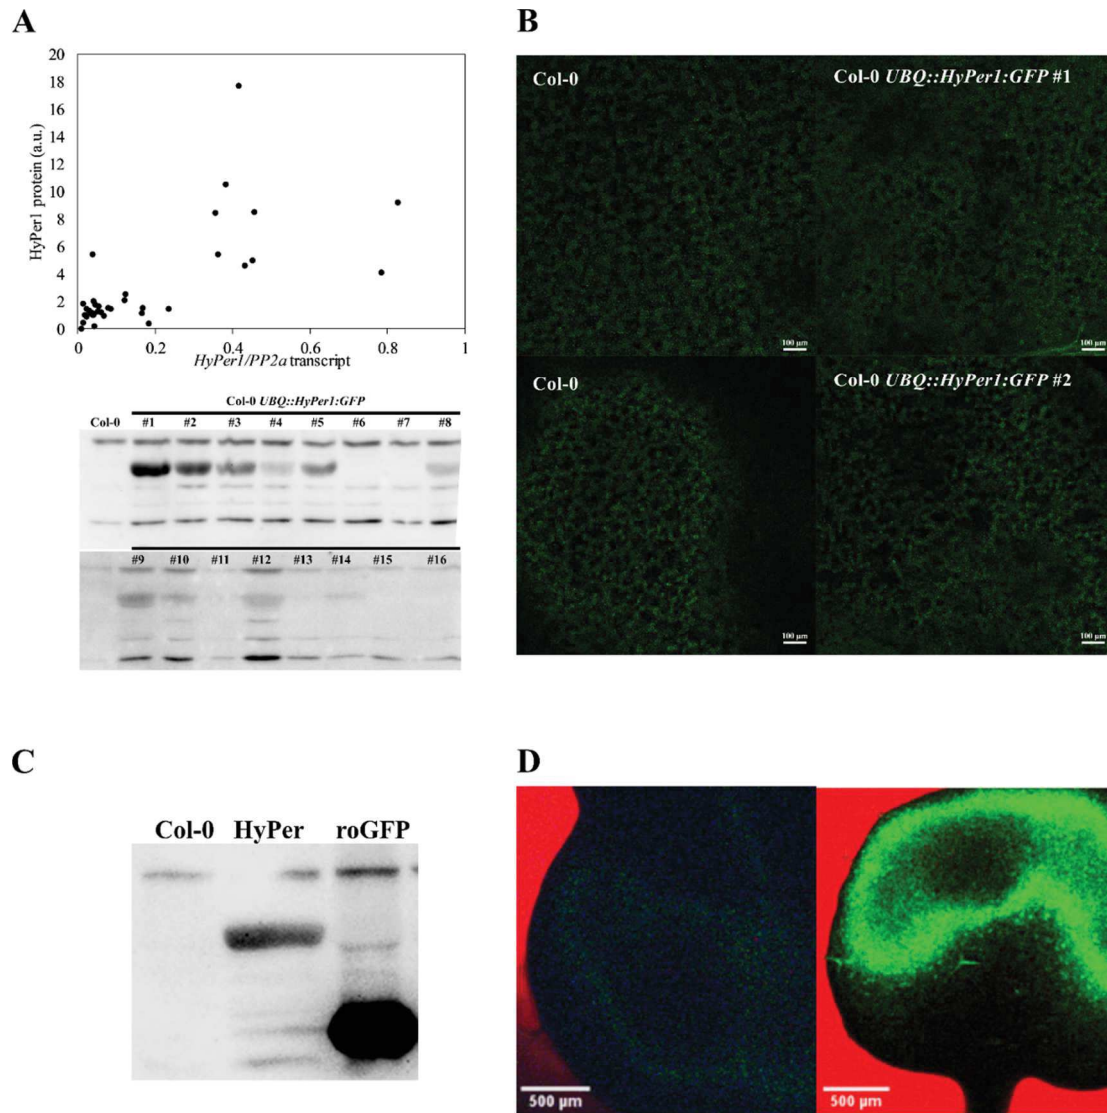 A
20
18
16
14
12
10
8
6
4
2
0
HyPer1 protein (a.u.)
0 0.2 0.4 0.6 0.8 1
HyPer1/PP2a transcript
Col-0 UBQ::HyPer1:GFP
Col-0 #1 #2 #3 #4 #5 #6 #7 #8
#9 #10 #11 #12 #13 #14 #15 #16
B
Col-0
100 µm
Col-0 UBQ::HyPer1:GFP #1
100 µm
Col-0
100 µm
Col-0 UBQ::HyPer1:GFP #2
100 µm
C
Col-0 HyPer roGFP
D
500 µm
500 µm